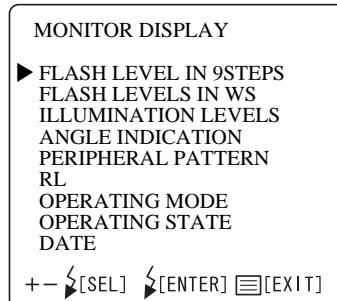 MONITOR DISPLAY
FLASH LEVEL IN 9STEPS
FLASH LEVELS IN WS
ILLUMINATION LEVELS
ANGLE INDICATION
PERIPHERAL PATTERN
RL
OPERATING MODE
OPERATING STATE
DATE
+− [SEL] [ENTER] [EXIT]